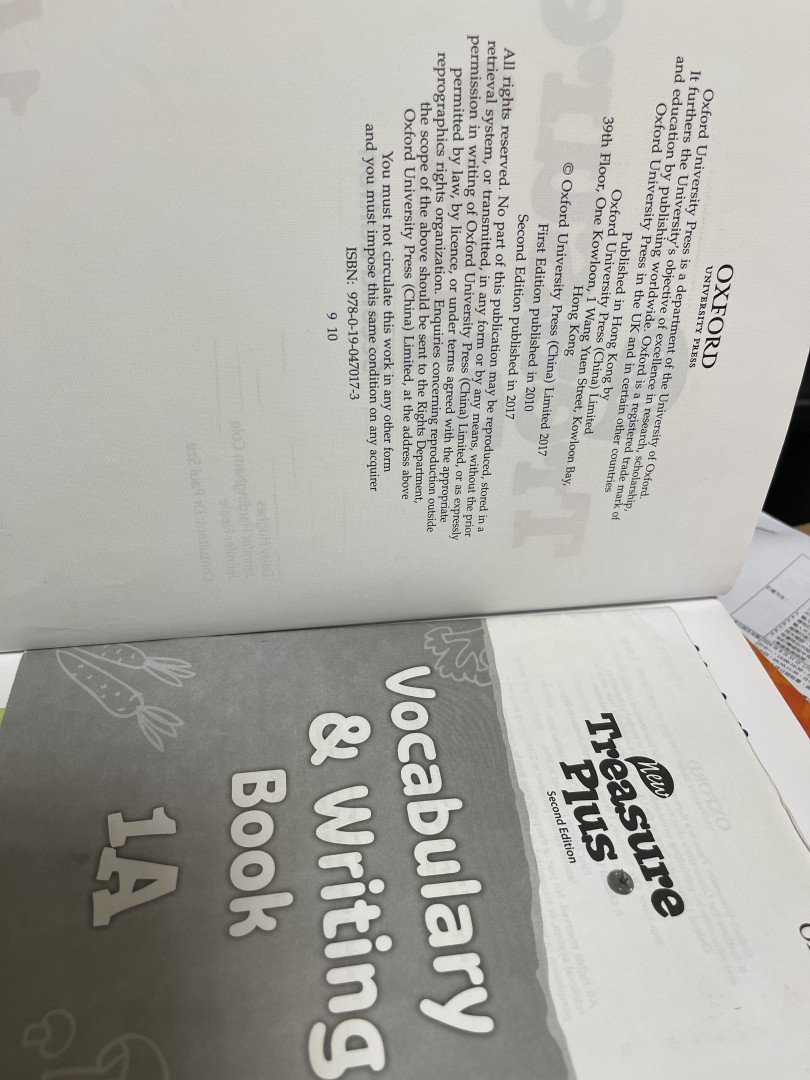 OXFORD
UNIVERSITY PRESS
Oxford University Press is a department of the University of Oxford.
It furthers the University's objective of excellence in research, scholarship,
and education by publishing worldwide. Oxford is a registered trade mark of
Oxford University Press in the UK and in certain other countries
Published in Hong Kong by
Oxford University Press (China) Limited
39th Floor, One Kowloon, 1 Wang Yuen Street, Kowloon Bay,
Hong Kong
© Oxford University Press (China) Limited 2017
First Edition published in 2010
Second Edition published in 2017
All rights reserved. No part of this publication may be reproduced, stored in a
retrieval system, or transmitted, in any form or by any means, without the prior
permission in writing of Oxford University Press (China) Limited, or as expressly
permitted by law, by licence, or under terms agreed with the appropriate
reprographics rights organization. Enquiries concerning reproduction outside
the scope of the above should be sent to the Rights Department,
Oxford University Press (China) Limited, at the address above
You must not circulate this work in any other form
and you must impose this same condition on any acquirer
ISBN: 978-0-19-047017-3
9 10
new
Treasure
Plus
Second Edition
Vocabulary
& Writing
Book
1A